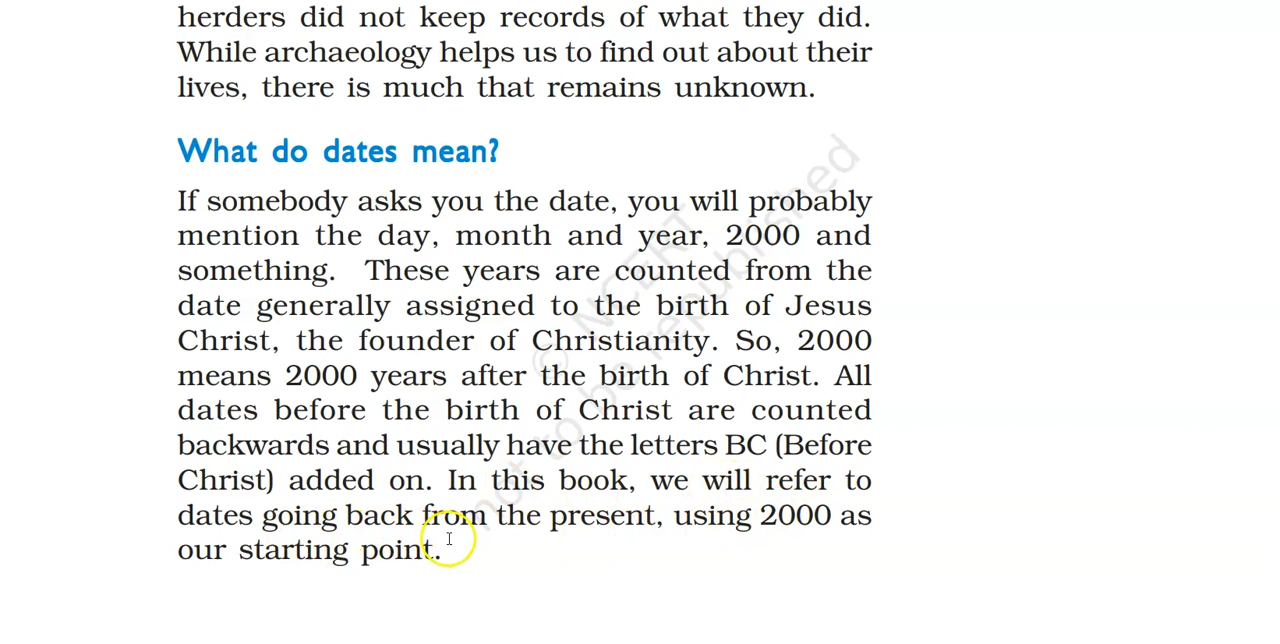 herders did not keep records of what they did.
While archaeology helps us to find out about their
lives, there is much that remains unknown.
What do dates mean?
If somebody asks you the date, you will probably
mention the day, month and year, 2000 and
something. These years are counted from the
date generally assigned to the birth of Jesus
Christ, the founder of Christianity. So, 2000
means 2000 years after the birth of Christ. All
dates before the birth of Christ are counted
backwards and usually have the letters BC (Before
Christ) added on. In this book, we will refer to
dates going back from the present, using 2000 as
our starting point.
© NCERT
not to be republished